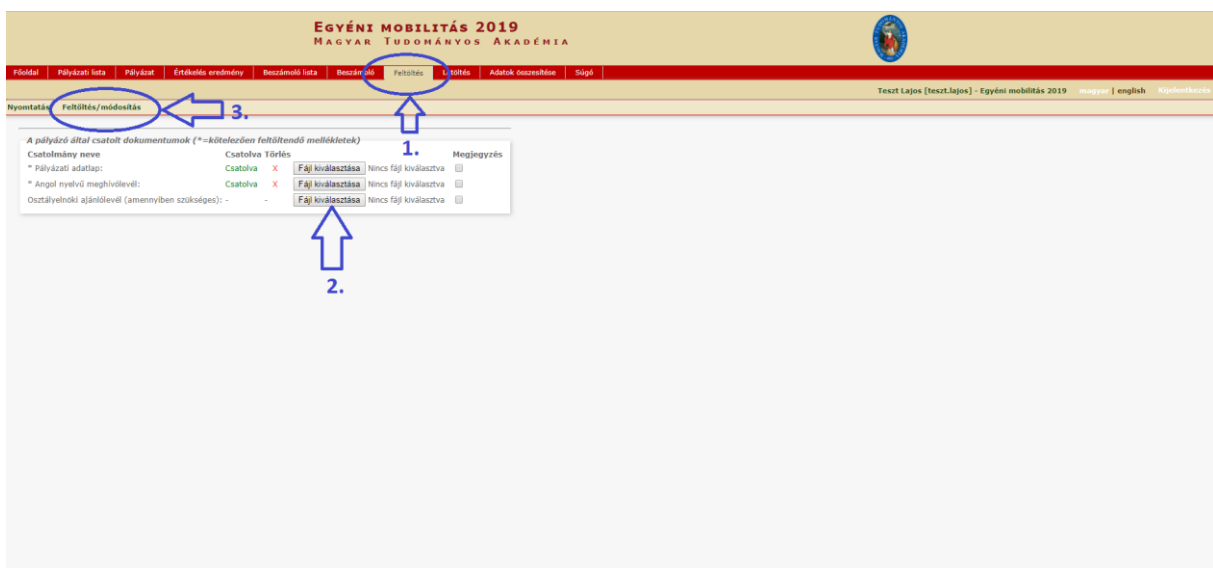 EGYÉNI MOBILITÁS 2019
MAGYAR TUDOMÁNYOS AKADÉMIA
Főoldal Pályázati lista Pályázat Értékelés eredmény Beszámoló lista Beszámoló Feltöltés Letöltés Adatok összesítése Súgó
Teszt Lajos [teszt.lajos] - Egyéni mobilitás 2019 magyar | english Kijelentkezés
Nyomtatás Feltöltés/módosítás
3.
1.
A pályázó által csatolt dokumentumok (*=kötelezően feltöltendő mellékletek)
Csatolmány neve Csatolva Törlés Megjegyzés
* Pályázati adatlap: Csatolva X Fájl kiválasztása Nincs fájl kiválasztva
* Angol nyelvű meghívólevél: Csatolva X Fájl kiválasztása Nincs fájl kiválasztva
Osztályelnöki ajánlólevél (amennyiben szükséges): - - Fájl kiválasztása Nincs fájl kiválasztva
2.